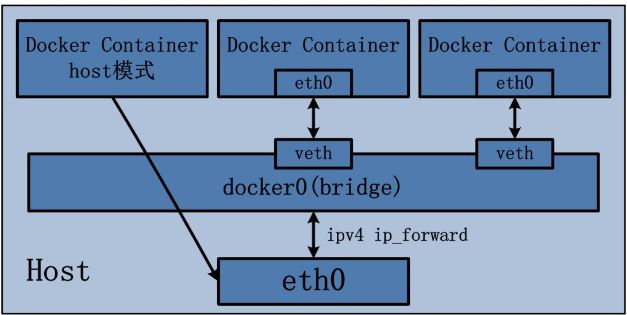 Docker Container
host模式
Docker Container
eth0
Docker Container
eth0
veth
veth
docker0(bridge)
ipv4 ip_forward
Host
eth0